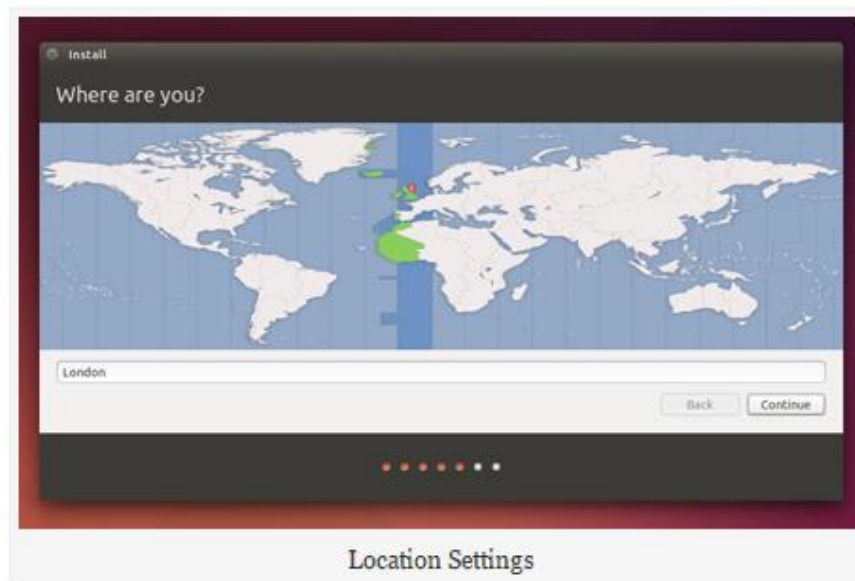 Install
Where are you?
London
Back
Continue
Location Settings